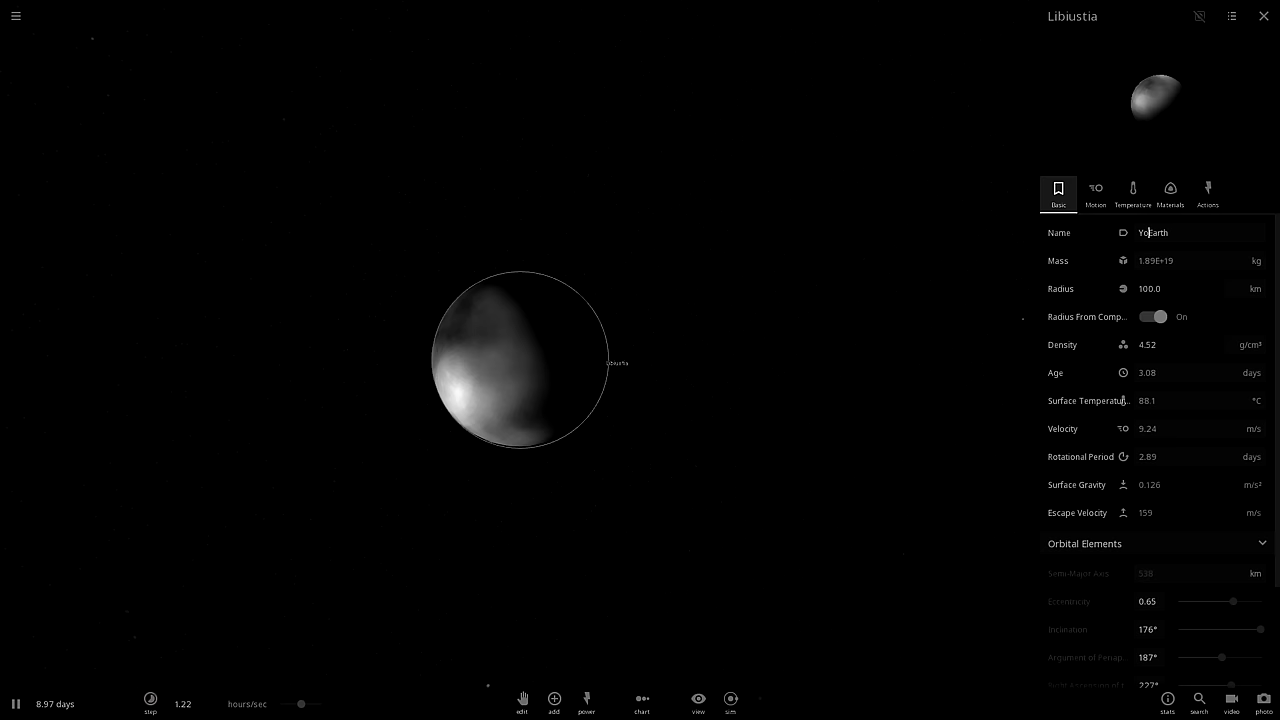 Libiustia
Basic Motion Temperature Materials Actions
Name YoEarth
Mass 1.89E+19 kg
Radius 100.0 km
Radius From Comp... On
Density 4.52 g/cm³
Age 3.08 days
Libiustia
Surface Temperatur... 88.1 °C
Velocity 9.24 m/s
Rotational Period 2.89 days
Surface Gravity 0.126 m/s²
Escape Velocity 159 m/s
Orbital Elements
Semi-Major Axis 538 km
Eccentricity 0.65
Inclination 176°
Argument of Periap... 187°
227°
8.97 days step 1.22 hours/sec edit add power chart view sim stats search video photo